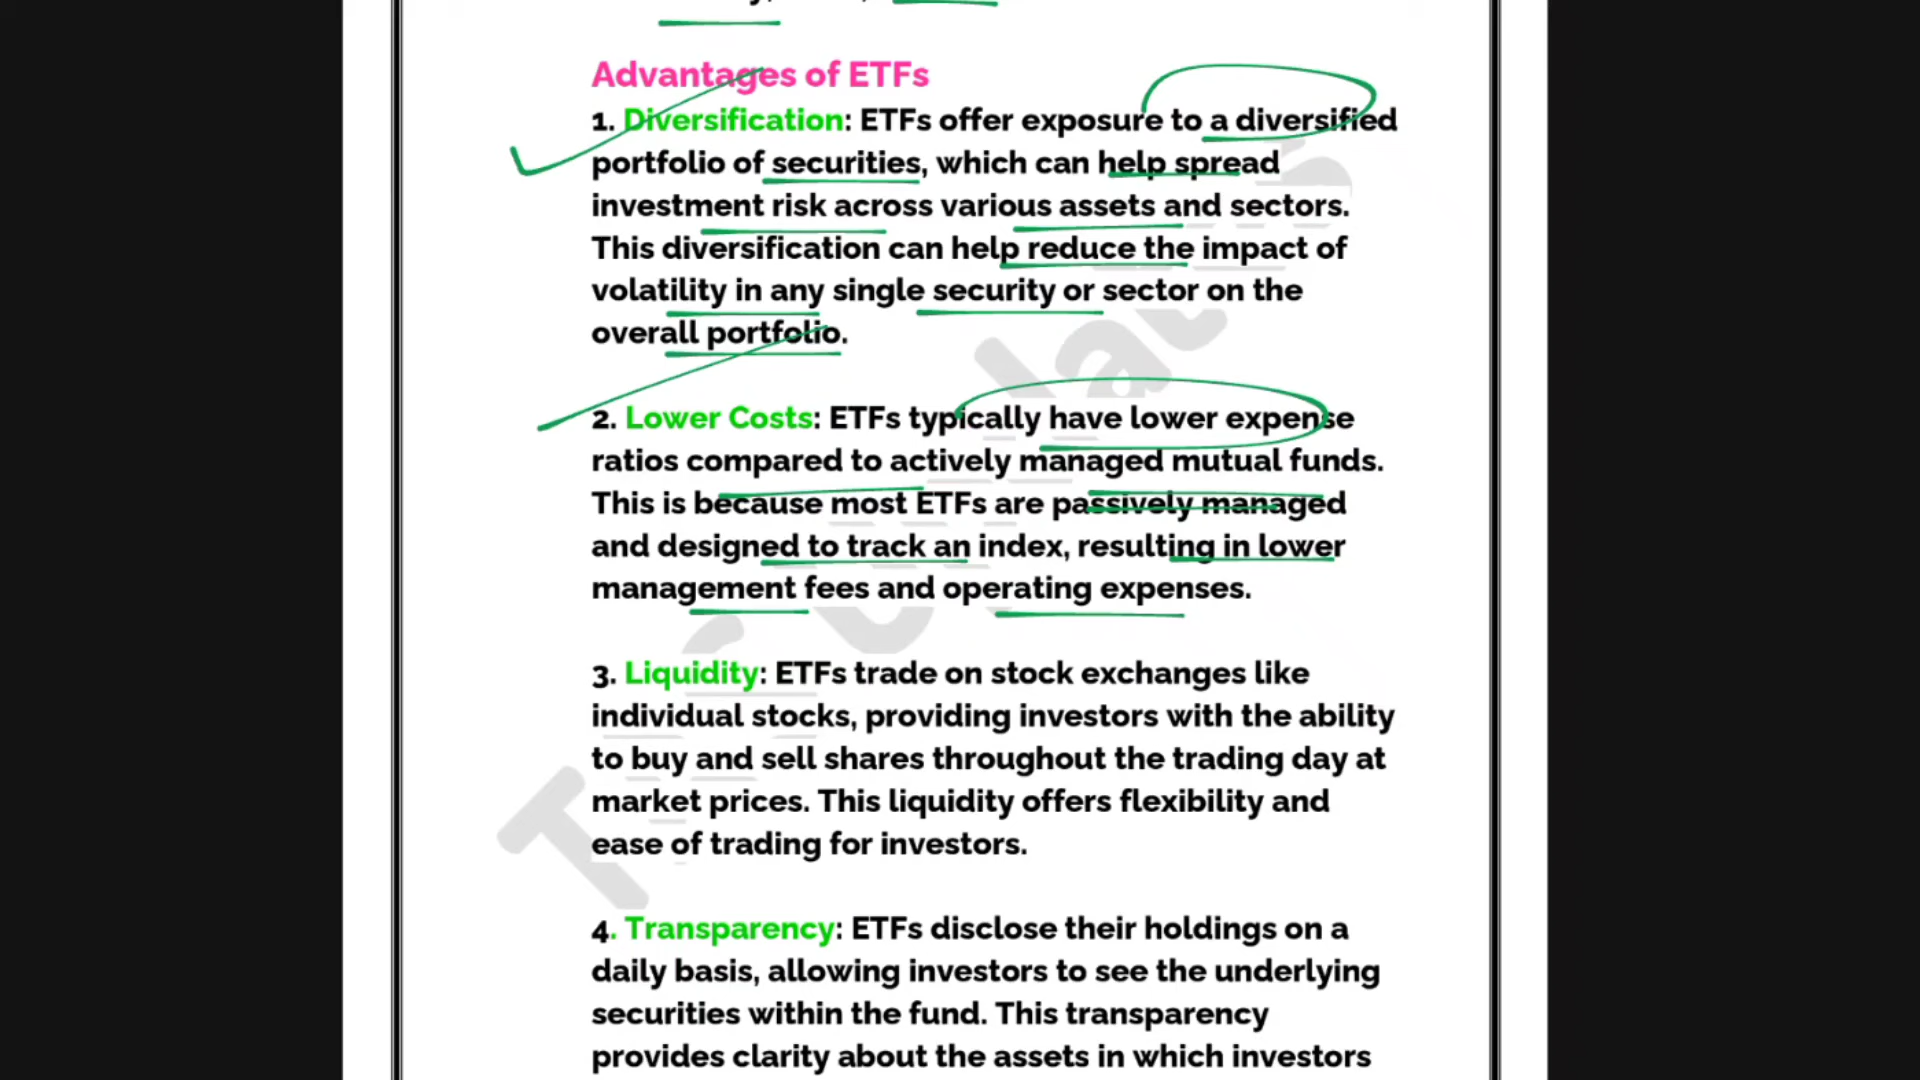 Advantages of ETFs
1. Diversification: ETFs offer exposure to a diversified
portfolio of securities, which can help spread
investment risk across various assets and sectors.
This diversification can help reduce the impact of
volatility in any single security or sector on the
overall portfolio.
2. Lower Costs: ETFs typically have lower expense
ratios compared to actively managed mutual funds.
This is because most ETFs are passively managed
and designed to track an index, resulting in lower
management fees and operating expenses.
3. Liquidity: ETFs trade on stock exchanges like
individual stocks, providing investors with the ability
to buy and sell shares throughout the trading day at
market prices. This liquidity offers flexibility and
ease of trading for investors.
4. Transparency: ETFs disclose their holdings on a
daily basis, allowing investors to see the underlying
securities within the fund. This transparency
provides clarity about the assets in which investors